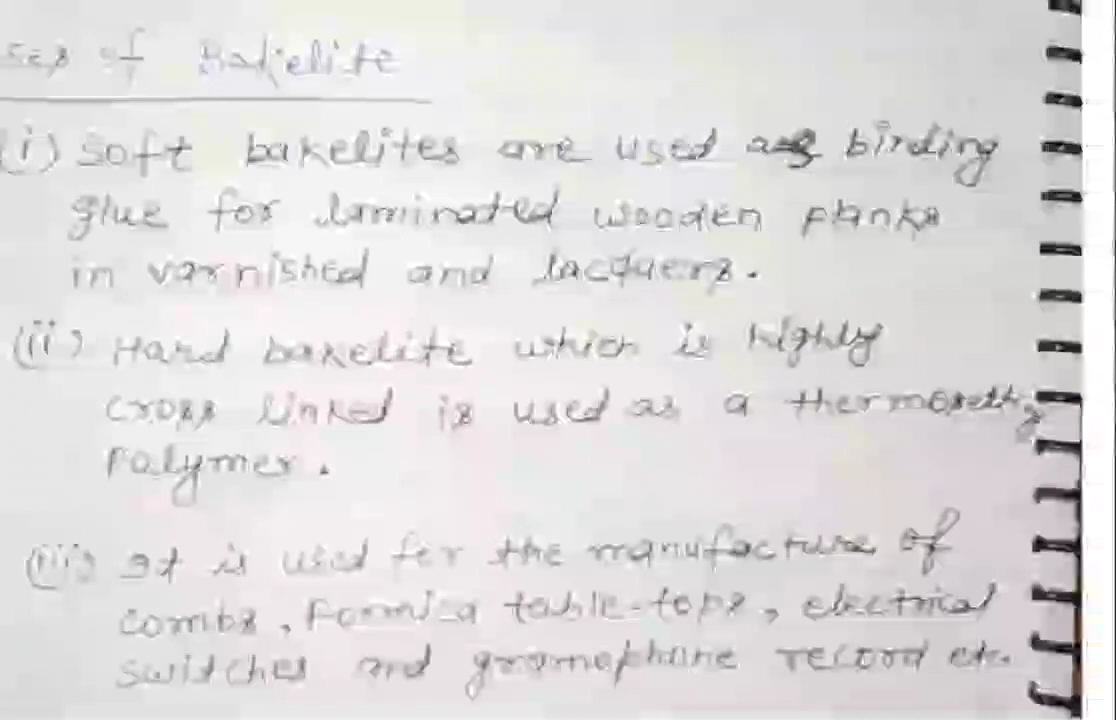 ses of Bakelite
(i) Soft bakelites are used as birding
glue for laminated wooden planks
in varnished and lacquers.
(ii) Hard bakelite which is highly
cross linked is used as a thermosetting
Polymer.
(iii) It is used for the manufacture of
combs, Formica table-tops, electrical
switches and gramophone record etc.